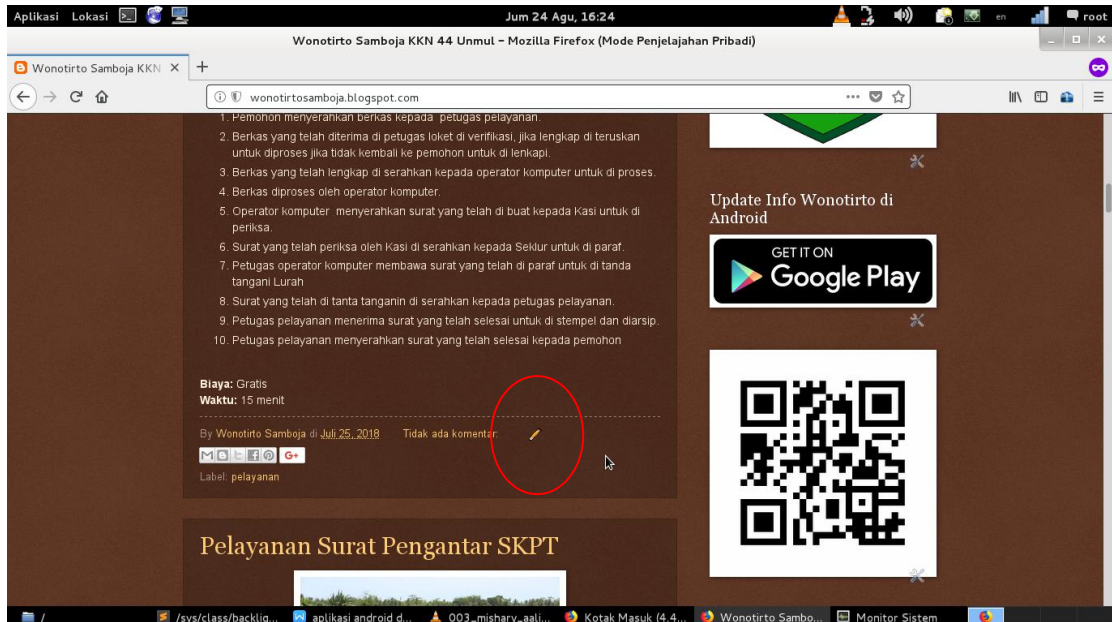 Aplikasi Lokasi Jum 24 Agu, 16:24 en root
Wonotirto Samboja KKN 44 Unmul – Mozilla Firefox (Mode Penjelajahan Pribadi)
Wonotirto Samboja KKN
wonotirtosamboja.blogspot.com
1. Pemohon menyerahkan berkas kepada petugas pelayanan.
2. Berkas yang telah diterima di petugas loket di verifikasi, jika lengkap di teruskan
untuk diproses jika tidak kembali ke pemohon untuk di lenkapi.
3. Berkas yang telah lengkap di serahkan kepada operator komputer untuk di proses.
4. Berkas diproses oleh operator komputer.
5. Operator komputer menyerahkan surat yang telah di buat kepada Kasi untuk di
periksa.
6. Surat yang telah periksa oleh Kasi di serahkan kepada Seklur untuk di paraf.
7. Petugas operator komputer membawa surat yang telah di paraf untuk di tanda
tangani Lurah
8. Surat yang telah di tanta tanganin di serahkan kepada petugas pelayanan.
9. Petugas pelayanan menerima surat yang telah selesai untuk di stempel dan diarsip.
10. Petugas pelayanan menyerahkan surat yang telah selesai kepada pemohon
Biaya: Gratis
Waktu: 15 menit
By Wonotirto Samboja di Juli 25, 2018 Tidak ada komentar:
G+
Label: pelayanan
Pelayanan Surat Pengantar SKPT
Update Info Wonotirto di
Android
GET IT ON
Google Play
/ /sys/class/backlig... aplikasi android d... 003_mishary_aali... Kotak Masuk (4.4... Wonotirto Sambo... Monitor Sistem